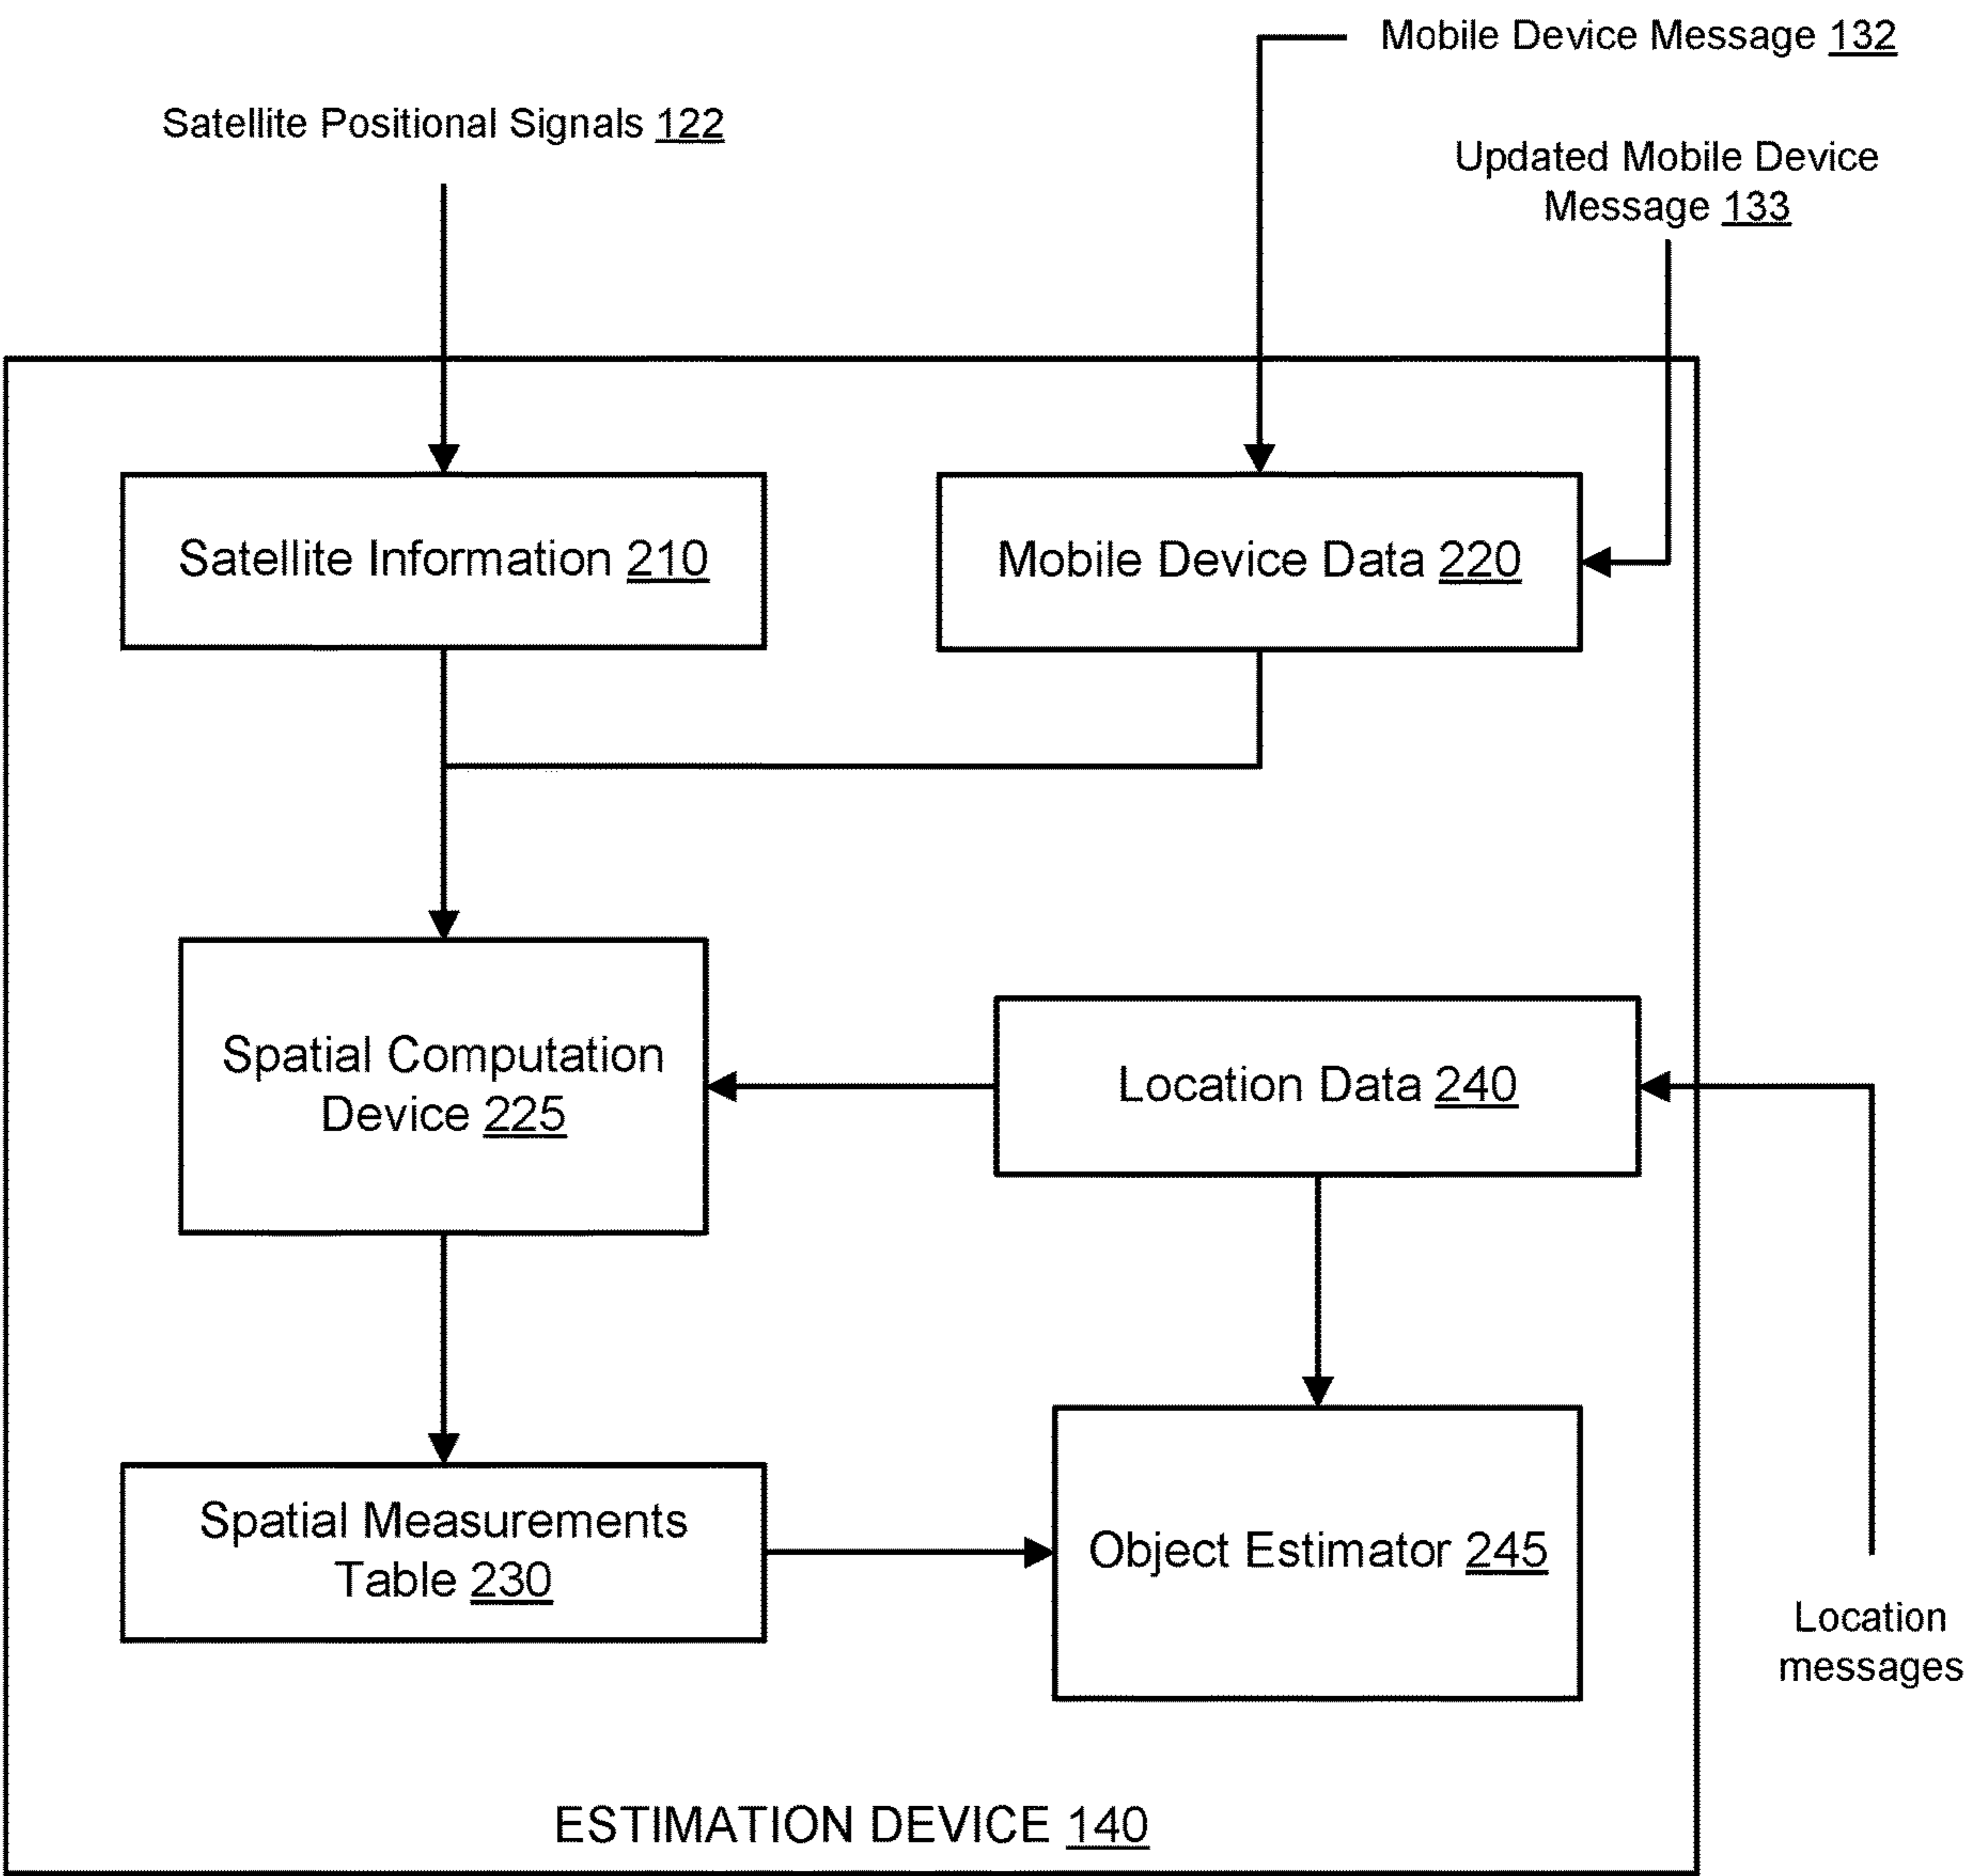 Mobile Device Message 132
Satellite Positional Signals 122
Updated Mobile Device
Message 133
Satellite Information 210
Mobile Device Data 220
Spatial Computation
Device 225
Location Data 240
Spatial Measurements
Table 230
Object Estimator 245
Location
messages
ESTIMATION DEVICE 140